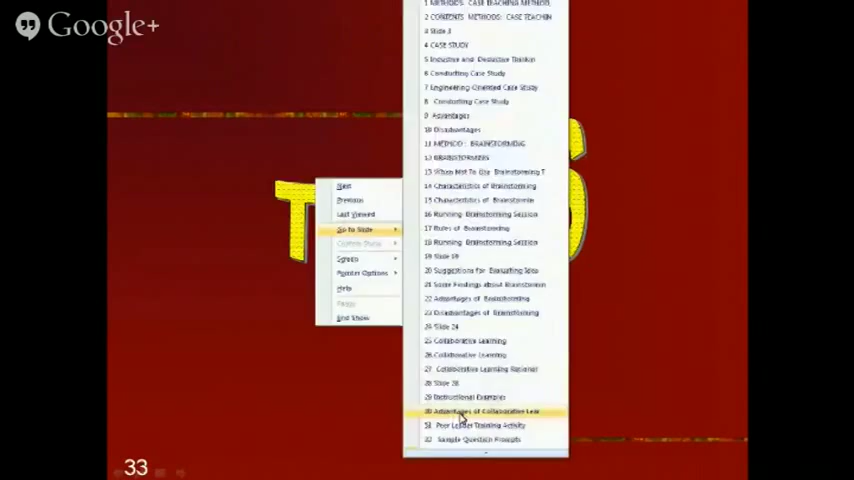 Google+
1 METHODS: CASE TEACHING METHOD,
2 CONTENTS METHODS: CASE TEACHIN
3 Slide 3
4 CASE STUDY
5 Inductive and Deductive Thinkin
6 Conducting Case Study
7 Engineering-Oriented Case Study
8 Conducting Case Study
9 Advantages
10 Disadvantages
11 METHOD : BRAINSTORMING
12 BRAINSTORMING
13 When Not To Use Brainstorming T
14 Characteristics of Brainstorming
15 Characteristics of Brainstormin
16 Running Brainstorming Session
17 Rules of Brainstorming
18 Running Brainstorming Session
19 Slide 19
20 Suggestions for Evaluating Idea
21 Some Findings about Brainstormin
22 Advantages of Brainstorming
23 Disadvantages of Brainstorming
24 Slide 24
25 Collaborative Learning
26 Collaborative Learning
27 Collaborative Learning Rational
28 Slide 28
29 Instructional Examples
30 Advantages of Collaborative Lear
31 Peer Leader Training Activity
32 Sample Question Prompts
Next
Previous
Last Viewed
Go to Slide
Custom Show
Screen
Pointer Options
Help
Pause
End Show
T
33